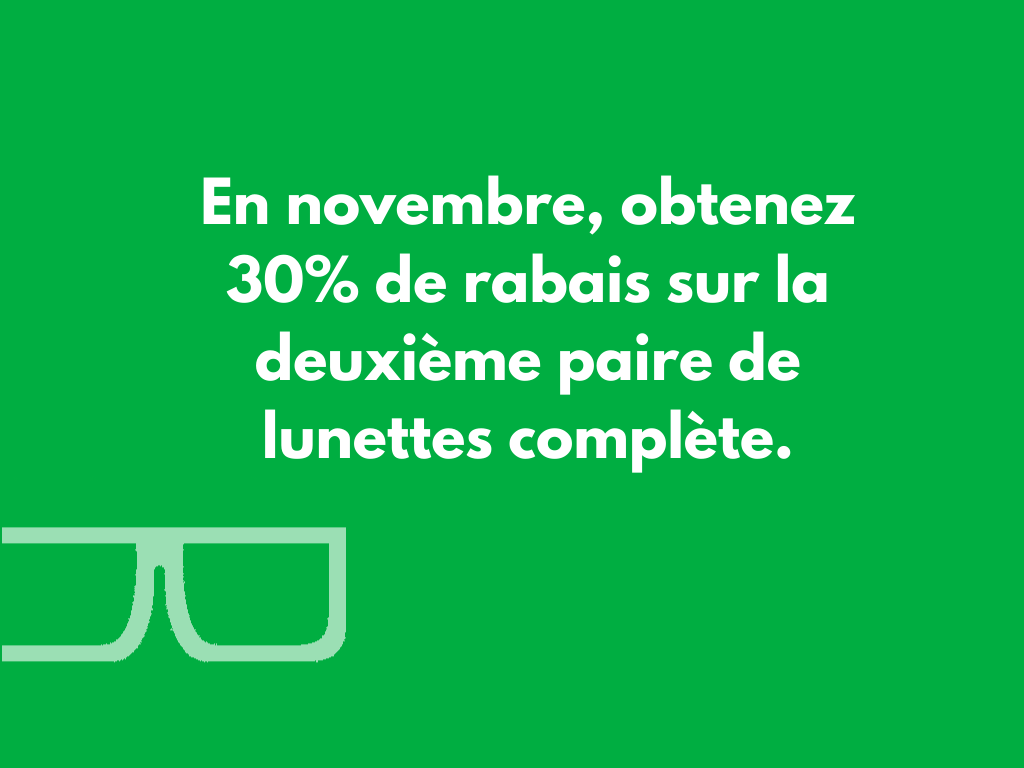 En novembre, obtenez
30% de rabais sur la
deuxième paire de
lunettes complète.